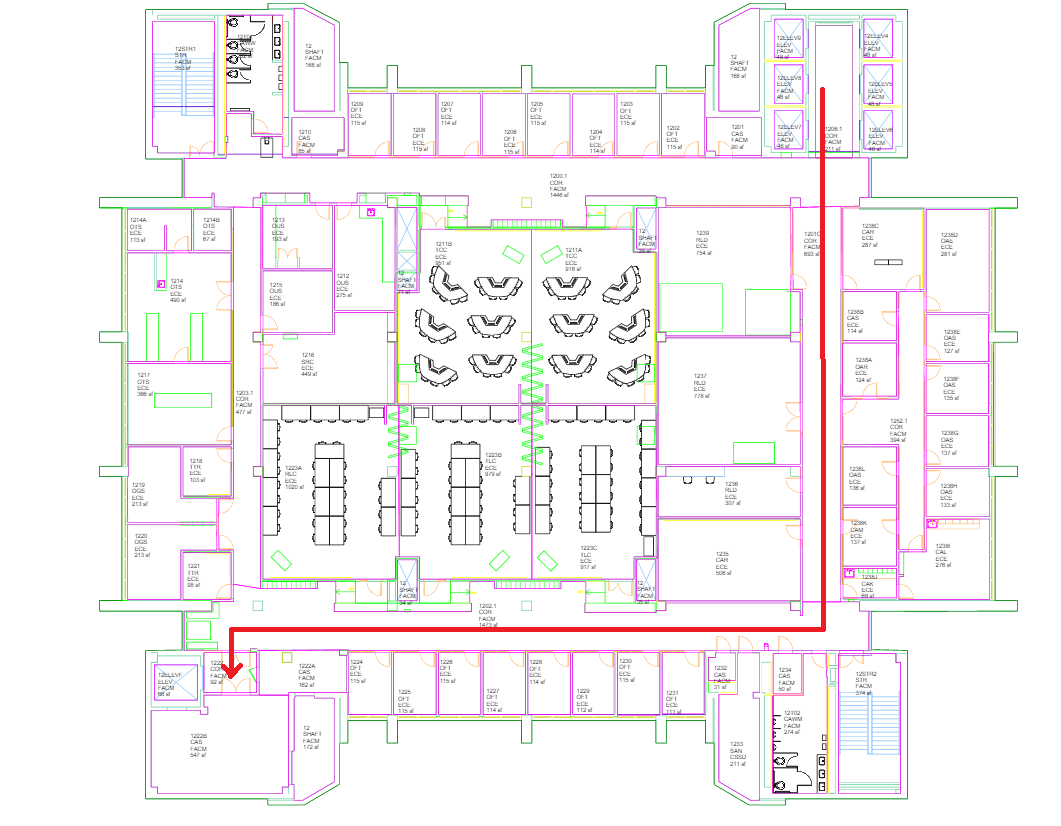 12STR1
STR
FACM
353 sf
12
SHAFT
FACM
168 sf
12
SHAFT
FACM
168 sf
12ELEV9
ELEV
FACM
48 sf
12ELEV4
ELEV
FACM
48 sf
12ELEV8
ELEV
FACM
48 sf
12ELEV5
ELEV
FACM
48 sf
12ELEV7
ELEV
FACM
48 sf
12ELEV6
ELEV
FACM
48 sf
COR
FACM
211 sf
1210
CAS
FACM
85 sf
1209
OFT
ECE
115 sf
1208
OFT
ECE
115 sf
1207
OFT
ECE
114 sf
1206
OFT
ECE
115 sf
1205
OFT
ECE
115 sf
1204
OFT
ECE
114 sf
1203
OFT
ECE
115 sf
1202
OFT
ECE
115 sf
1201
CAS
FACM
90 sf
1200.1
COR
FACM
1446 sf
1214A
OTS
ECE
113 sf
1214B
OTS
ECE
67 sf
1213
OUS
ECE
193 sf
1211B
TCC
ECE
951 sf
1211A
TCC
ECE
916 sf
12
SHAFT
FACM
1239
RLD
ECE
754 sf
COR
FACM
693 sf
1238C
OAR
ECE
287 sf
1238D
OAE
ECE
281 sf
1214
OTS
ECE
490 sf
1215
OUS
ECE
186 sf
1212
OUS
ECE
275 sf
12
SHAFT
FACM
1238B
CAS
ECE
114 sf
1238E
OAS
ECE
127 sf
1216
SRC
ECE
449 sf
1238A
OAR
ECE
124 sf
1217
OTS
ECE
388 sf
1203.1
COR
FACM
477 sf
1237
RLD
ECE
778 sf
1238F
OAS
ECE
135 sf
1252.1
COR
FACM
394 sf
1238G
OAS
ECE
137 sf
1218
TTR
ECE
103 sf
1223A
RLC
ECE
1020 sf
1223B
TLC
ECE
979 sf
1238L
OAS
ECE
138 sf
1219
OGS
ECE
213 sf
1236
RLD
ECE
307 sf
1238H
OAS
ECE
133 sf
1220
OGS
ECE
213 sf
1238K
CAM
ECE
137 sf
1223C
TLC
ECE
917 sf
1235
CAR
ECE
508 sf
1238I
CAL
ECE
276 sf
1221
TTR
ECE
98 sf
1238J
CAK
ECE
68 sf
12
SHAFT
FACM
34 sf
12
SHAFT
FACM
35 sf
1202.1
COR
FACM
1473 sf
12ELEVF
ELEV
FACM
1222
COR
FACM
92 sf
1222A
CAS
FACM
162 sf
1224
OFT
ECE
115 sf
1225
OFT
ECE
115 sf
1226
OFT
ECE
115 sf
1227
OFT
ECE
114 sf
1228
OFT
ECE
114 sf
1229
OFT
ECE
112 sf
1230
OFT
ECE
115 sf
1231
OFT
ECE
111 sf
1232
CAS
FACM
31 sf
1234
CAS
FACM
50 sf
12STR2
STR
FACM
374 sf
1222B
CAS
FACM
547 sf
12
SHAFT
FACM
172 sf
1233
SAN
CSSD
211 sf
12102
CAWM
FACM
274 sf